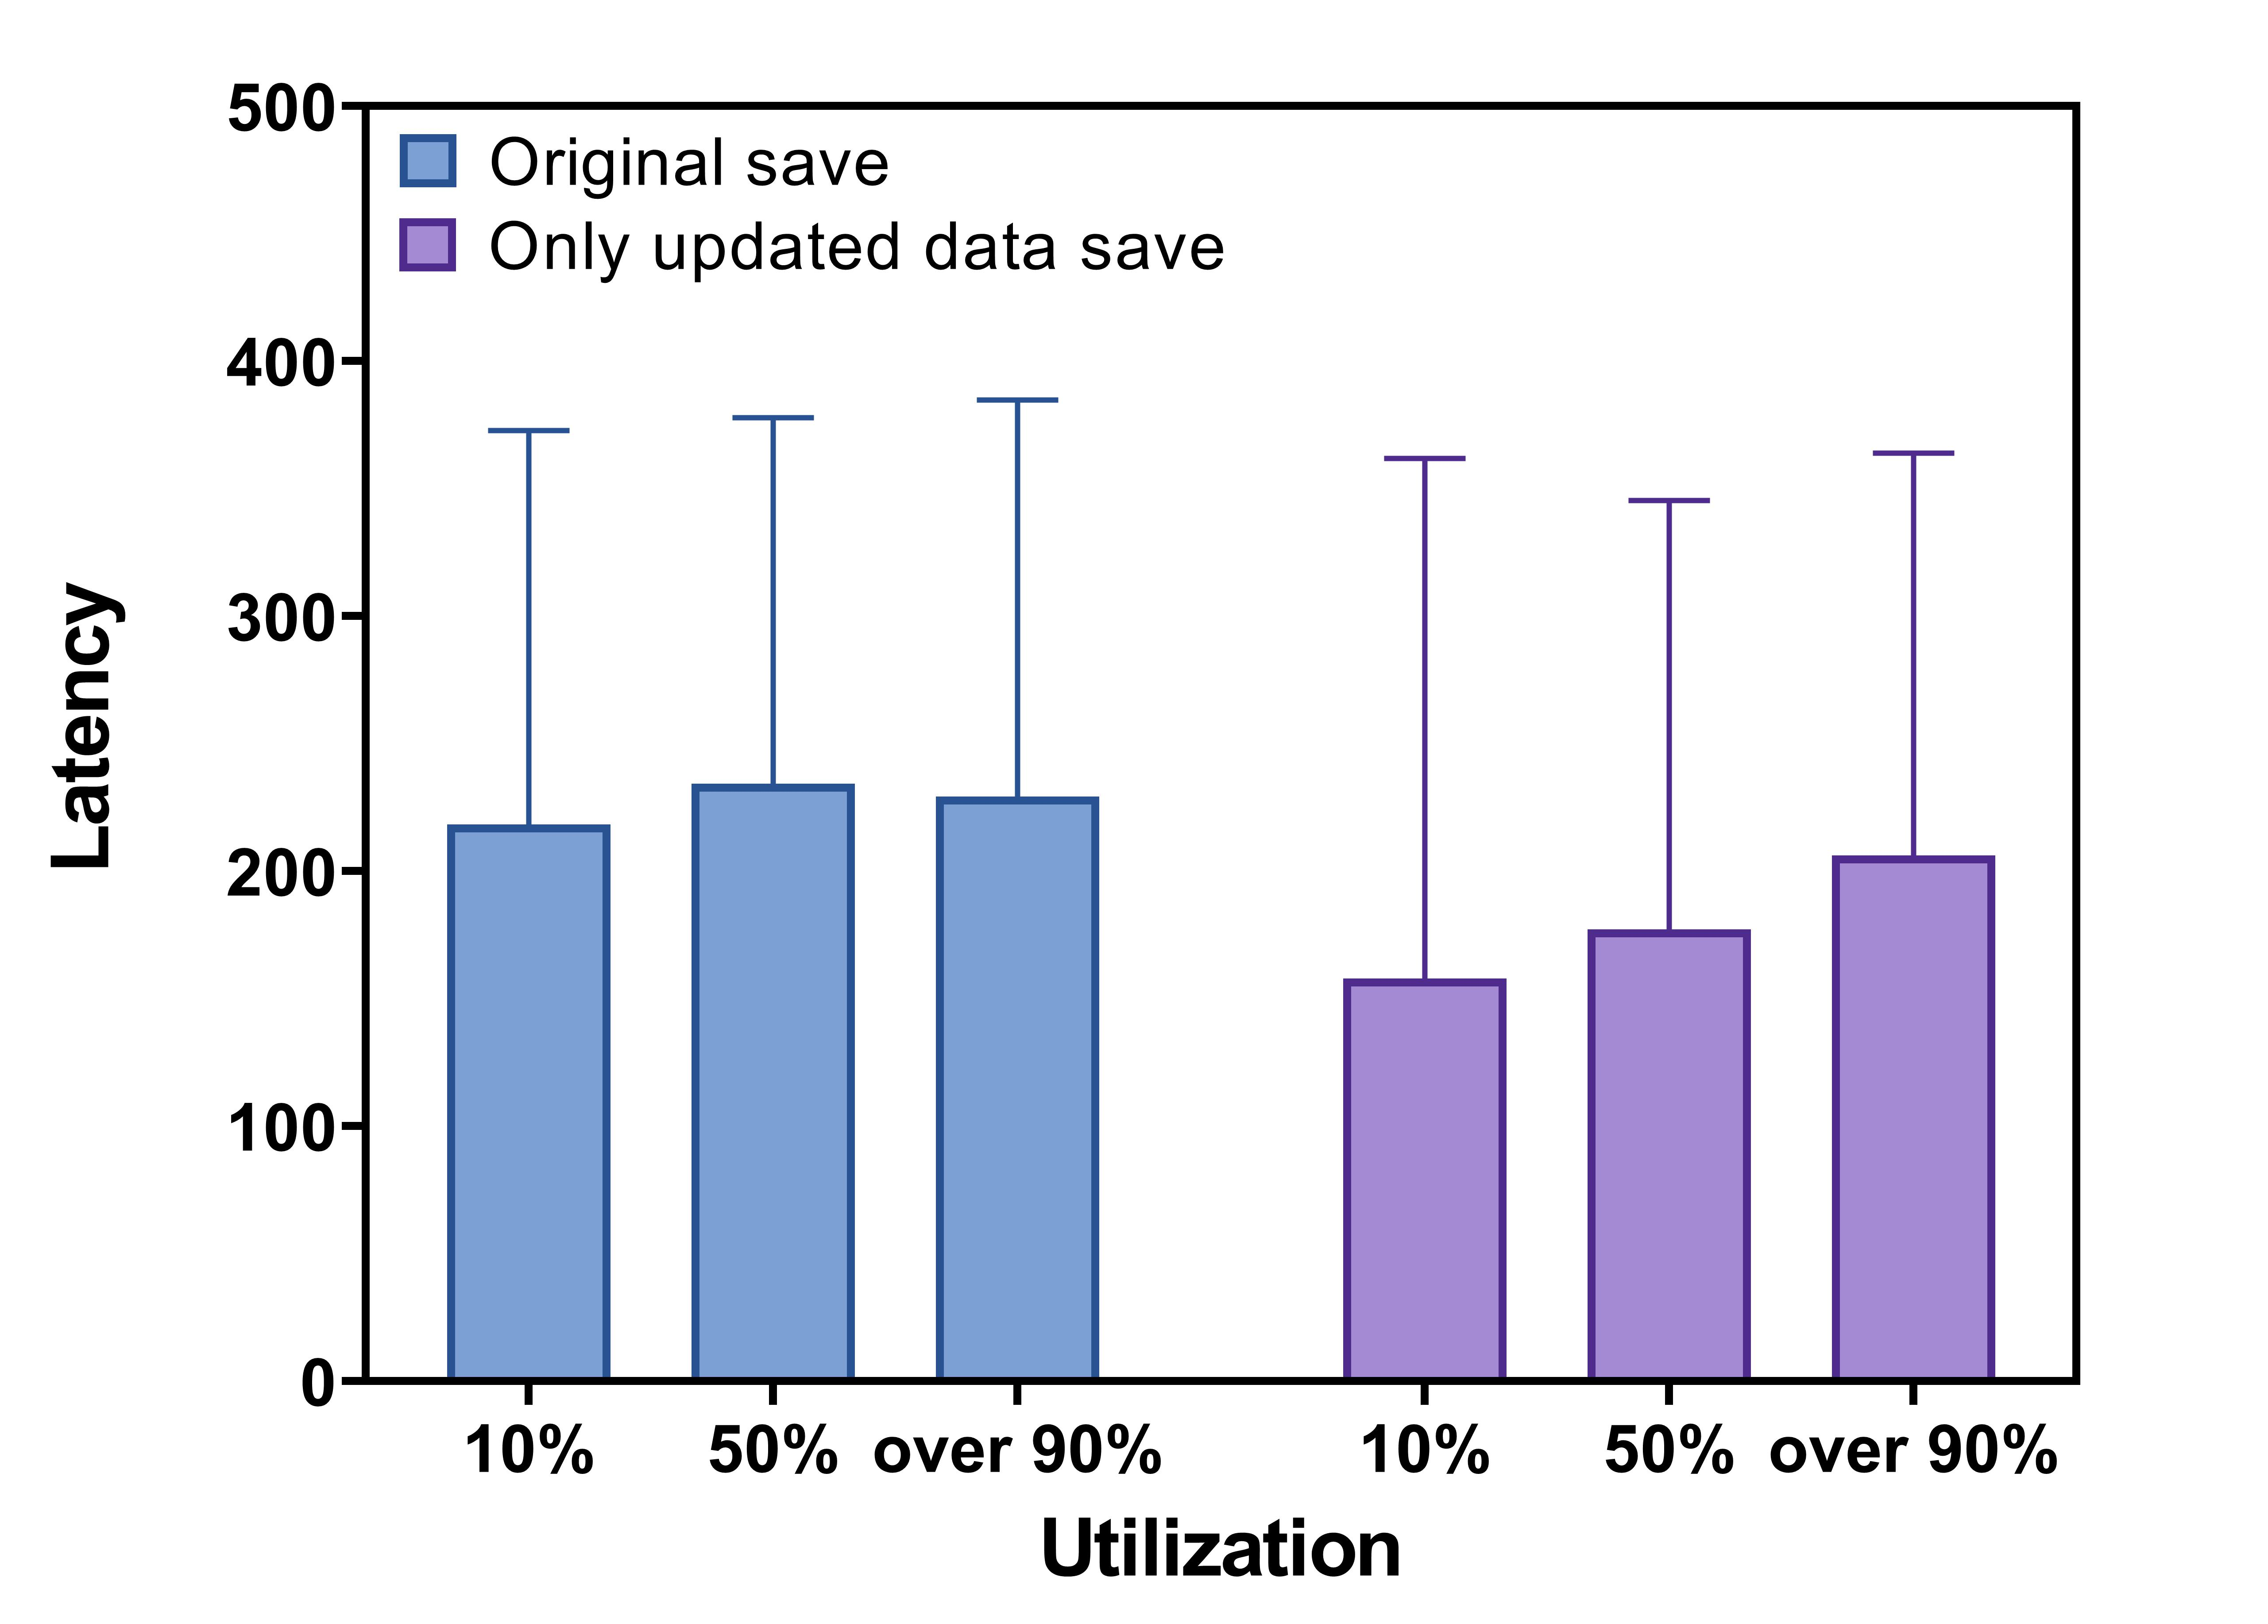 500
Original save
Only updated data save
400
300
200
100
0
Latency
10% 50% over 90% 10% 50% over 90%
Utilization